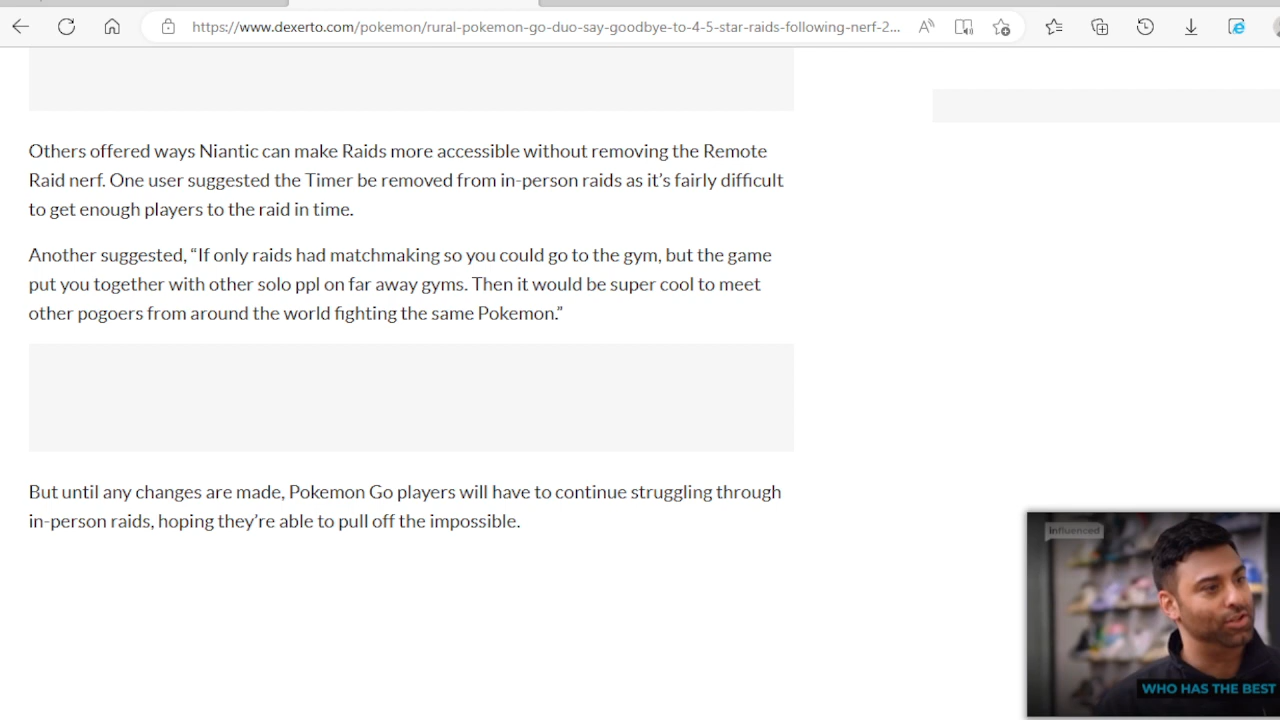 https://www.dexerto.com/pokemon/rural-pokemon-go-duo-say-goodbye-to-4-5-star-raids-following-nerf-2...
Others offered ways Niantic can make Raids more accessible without removing the Remote
Raid nerf. One user suggested the Timer be removed from in-person raids as it’s fairly difficult
to get enough players to the raid in time.
Another suggested, “If only raids had matchmaking so you could go to the gym, but the game
put you together with other solo ppl on far away gyms. Then it would be super cool to meet
other pogoers from around the world fighting the same Pokemon.”
But until any changes are made, Pokemon Go players will have to continue struggling through
in-person raids, hoping they’re able to pull off the impossible.
influenced
WHO HAS THE BEST